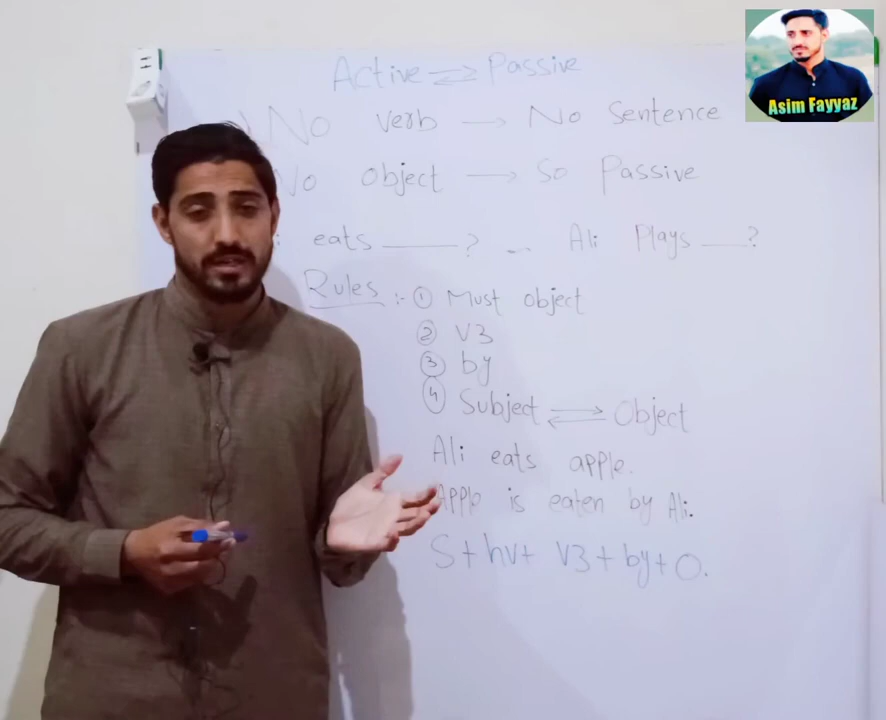 Active ⇌ Passive
No verb → No Sentence
No object → So Passive
eats ____? -- Ali Plays ___?
Rules :- ① Must object
② V3
③ by
④ Subject ⇌ Object
Ali eats apple.
Apple is eaten by Ali.
S + hv + V3 + by + O.
Asim Fayyaz